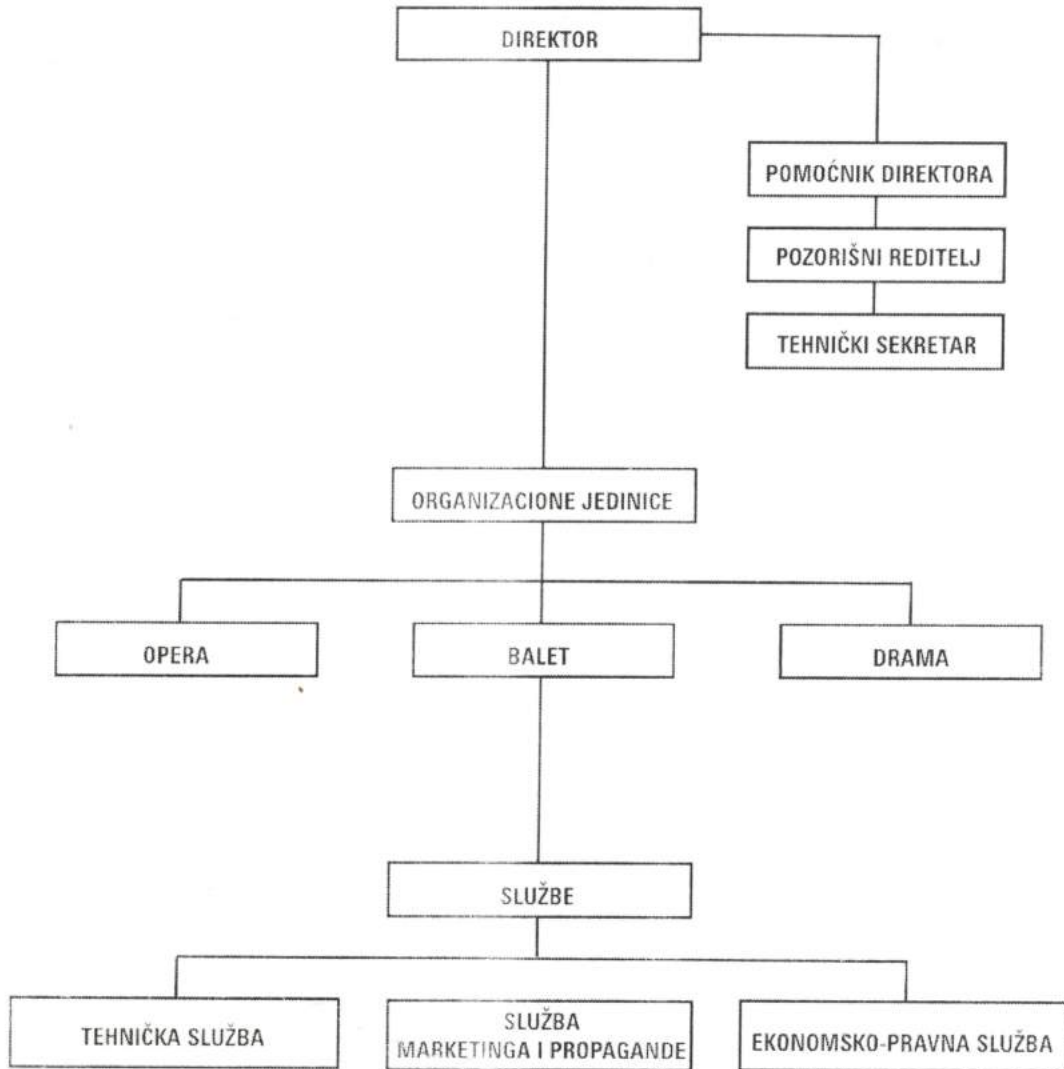 DIREKTOR
POMOĆNIK DIREKTORA
POZORIŠNI REDITELJ
TEHNIČKI SEKRETAR
ORGANIZACIONE JEDINICE
OPERA
BALET
DRAMA
SLUŽBE
TEHNIČKA SLUŽBA
SLUŽBA
MARKETINGA I PROPAGANDE
EKONOMSKO-PRAVNA SLUŽBA